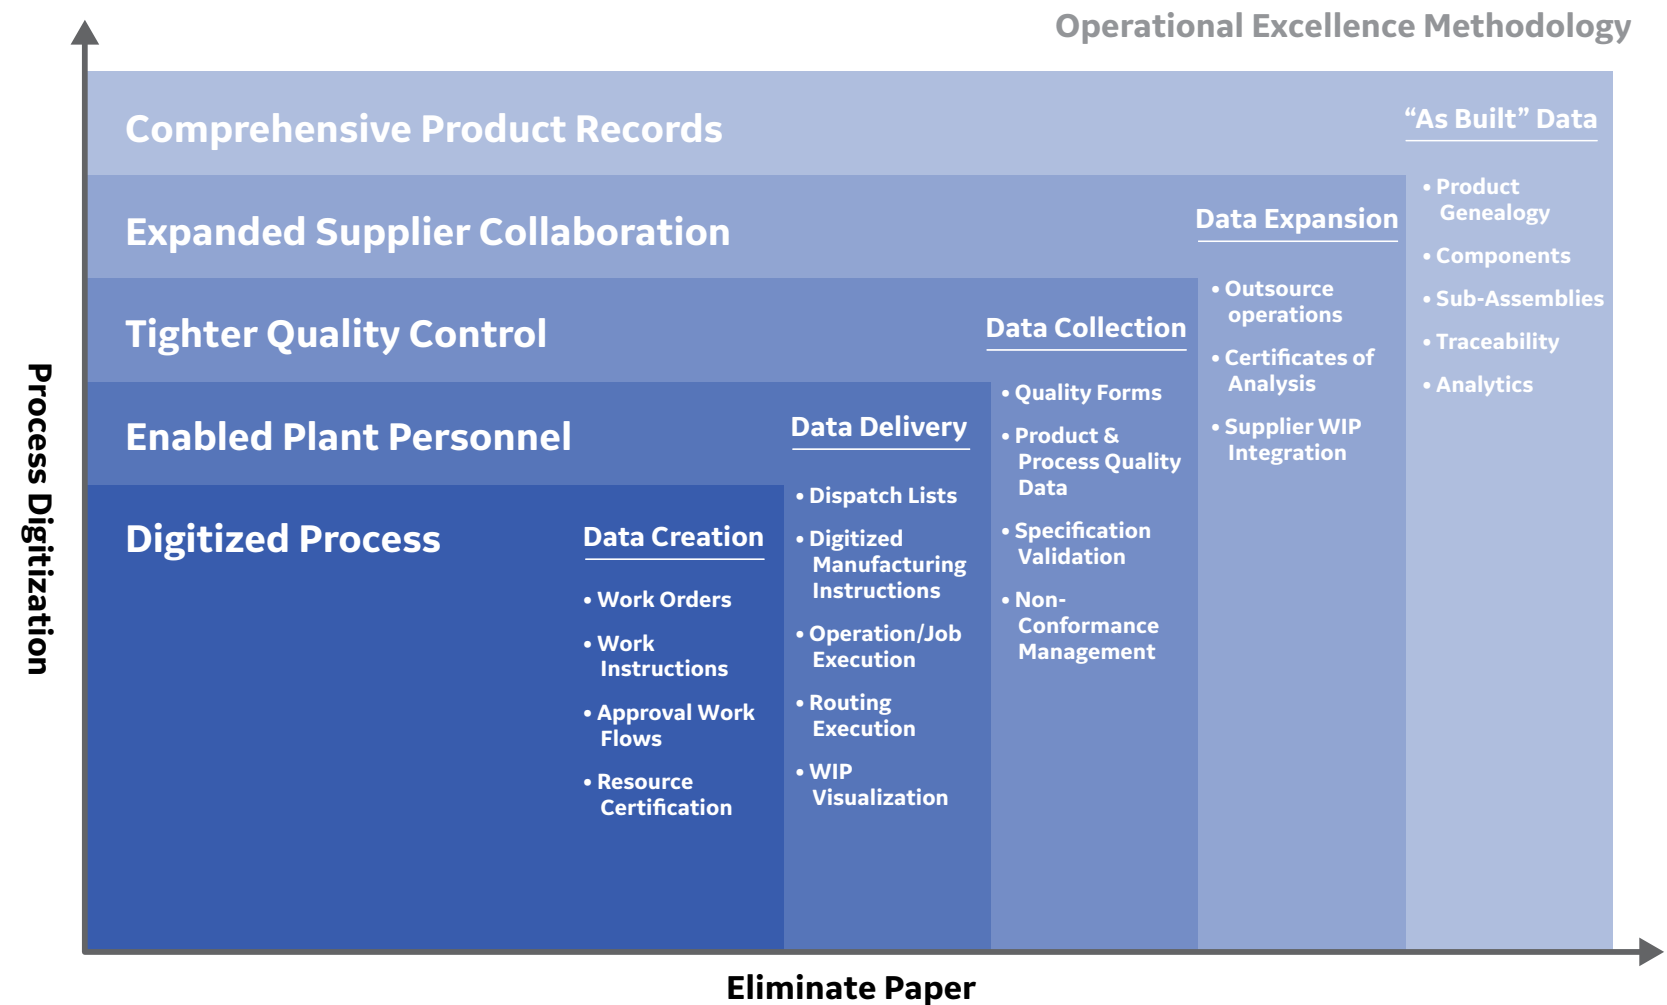 Operational Excellence Methodology
Process Digitization
Comprehensive Product Records
“As Built” Data
• Product
Genealogy
• Components
• Sub-Assemblies
• Traceability
• Analytics
Expanded Supplier Collaboration
Data Expansion
• Outsource
operations
• Certificates of
Analysis
• Supplier WIP
Integration
Tighter Quality Control
Data Collection
• Quality Forms
• Product &
Process Quality
Data
• Specification
Validation
• Non-
Conformance
Management
Enabled Plant Personnel
Data Delivery
• Dispatch Lists
• Digitized
Manufacturing
Instructions
• Operation/Job
Execution
• Routing
Execution
• WIP
Visualization
Digitized Process
Data Creation
• Work Orders
• Work
Instructions
• Approval Work
Flows
• Resource
Certification
Eliminate Paper